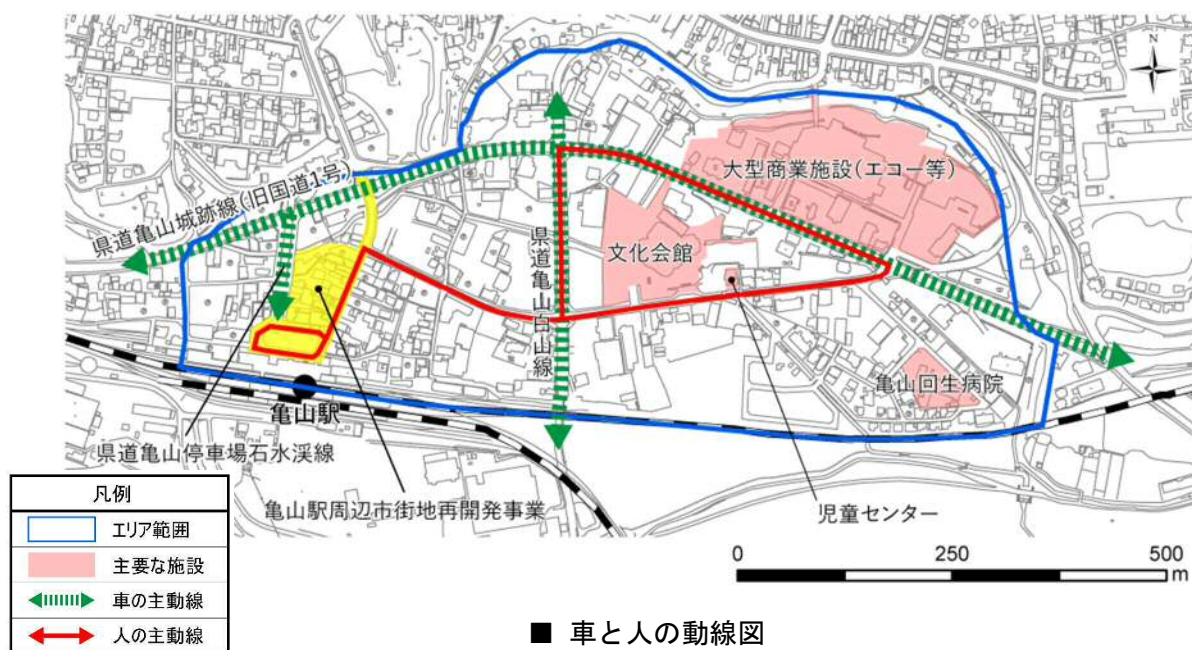 N
大型商業施設(エコー等)
県道亀山城跡線(旧国道1号)
文化会館
県道亀山白山線
亀山回生病院
亀山駅
県道亀山停車場石水渓線
亀山駅周辺市街地再開発事業
児童センター
凡例
エリア範囲
主要な施設
車の主動線
人の主動線
0 250 500
m
■ 車と人の動線図